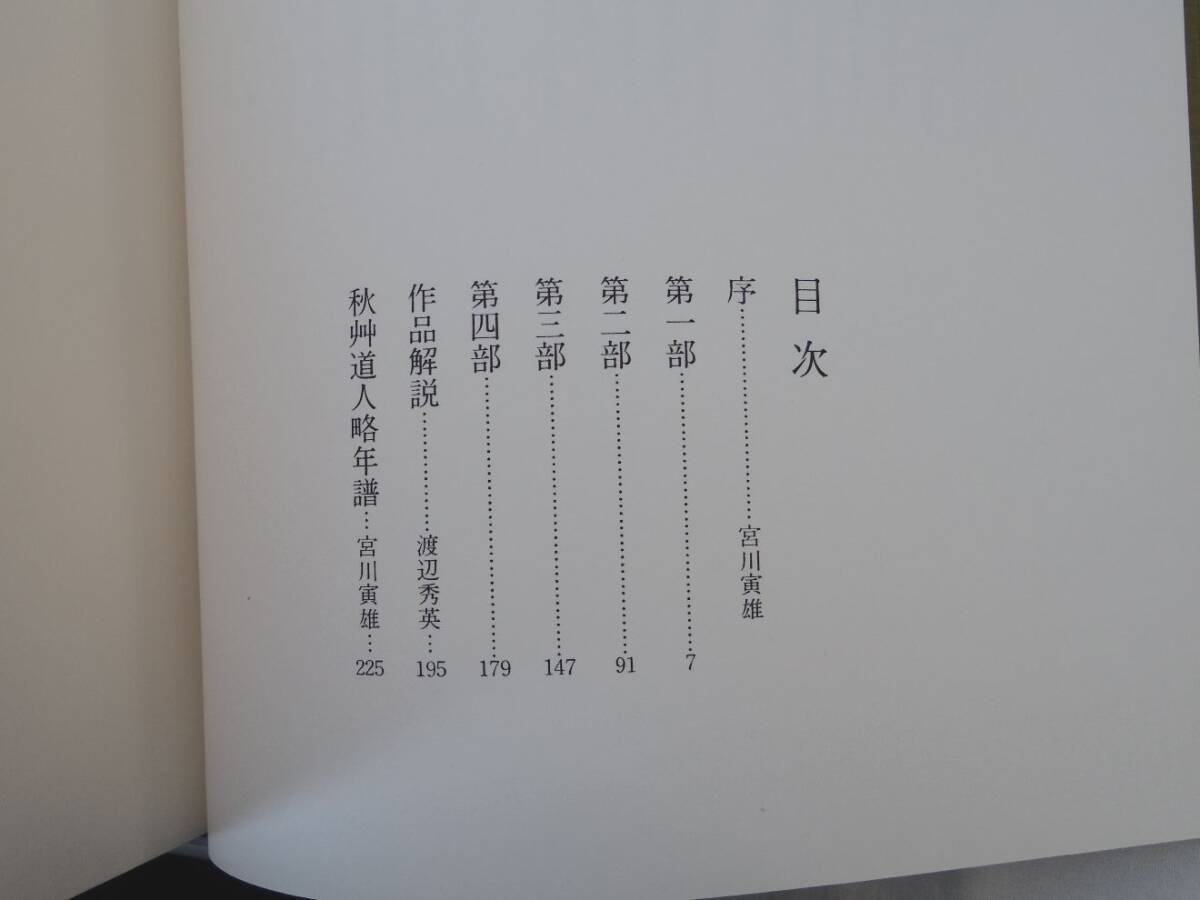 目次
序……………………宮川寅雄
第一部……………………7
第二部……………………91
第三部……………………147
第四部……………………179
作品解説…………渡辺秀英…195
秋艸道人略年譜…宮川寅雄…225